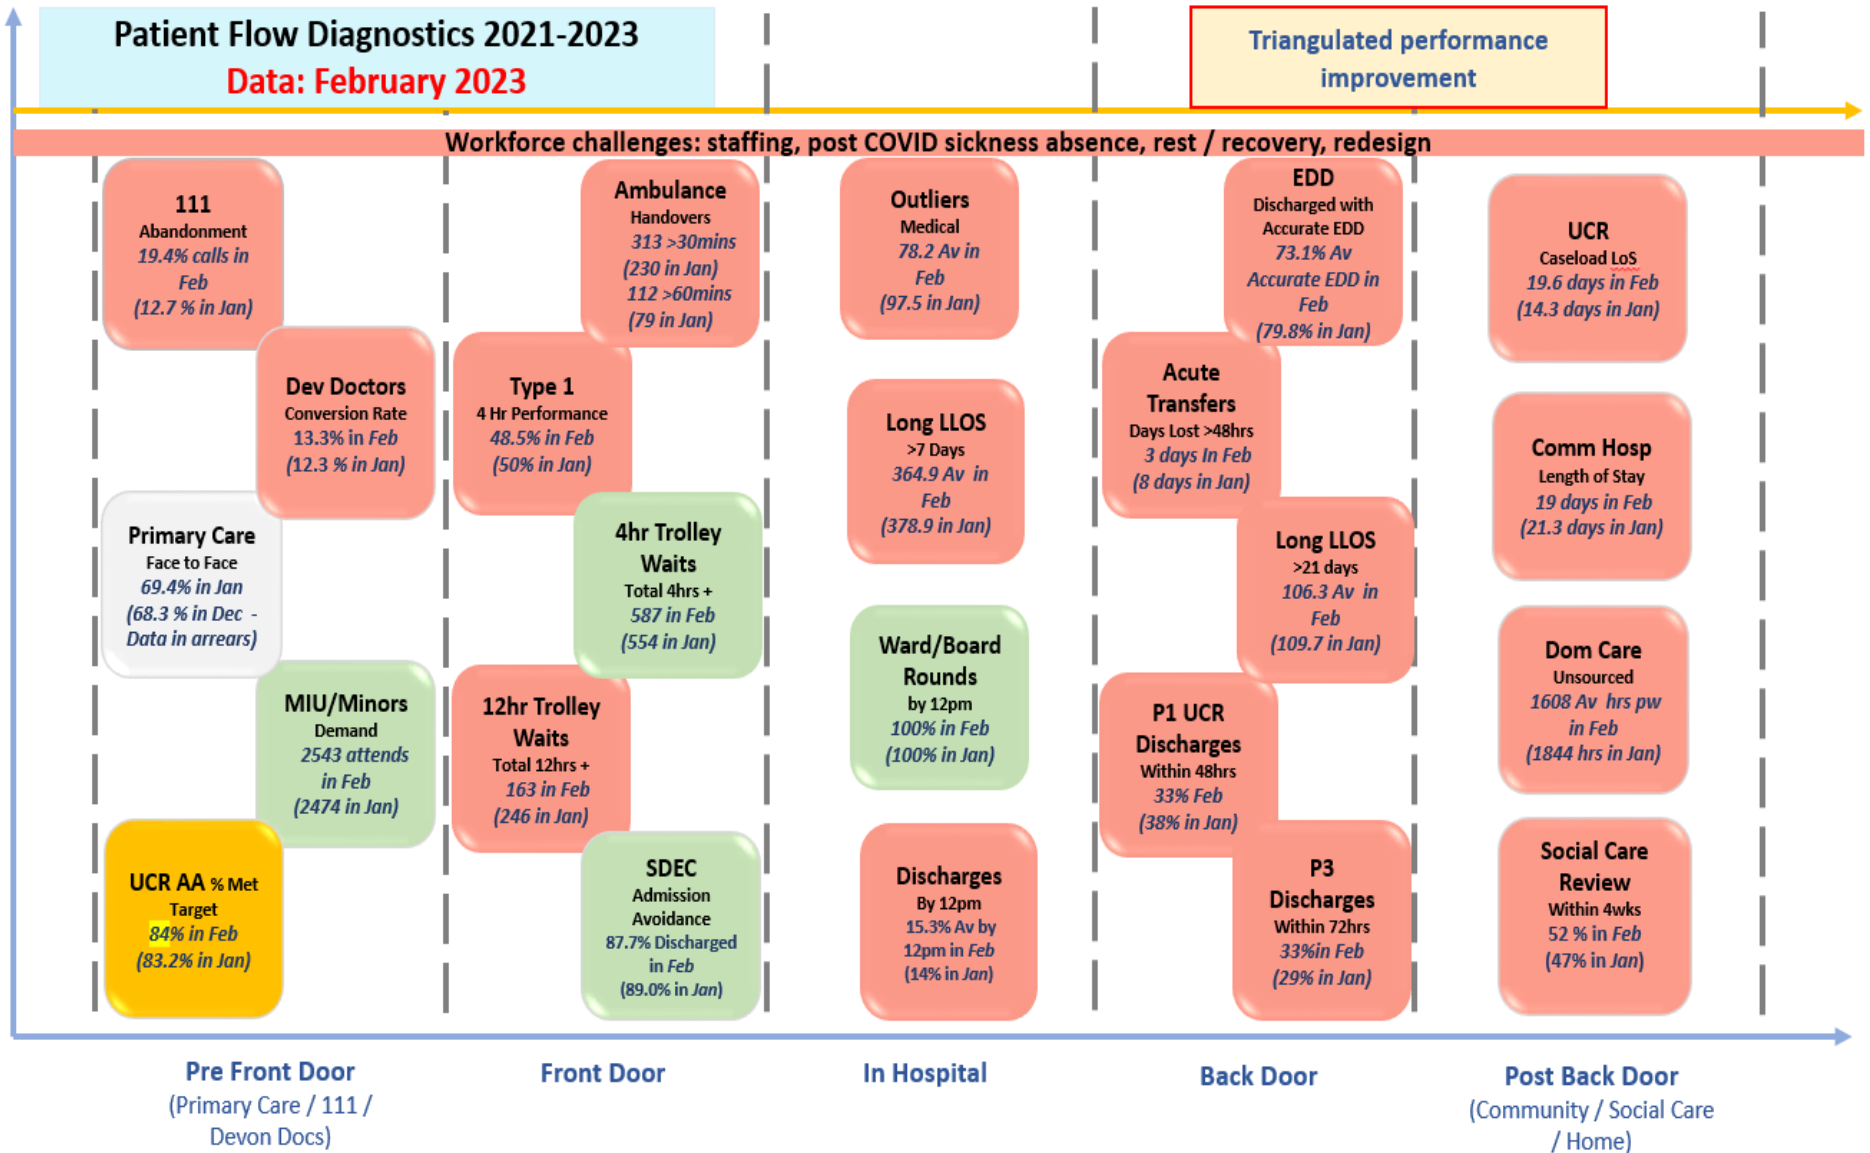 Patient Flow Diagnostics 2021-2023
Data: February 2023
Triangulated performance
improvement
Workforce challenges: staffing, post COVID sickness absence, rest / recovery, redesign
111
Abandonment
19.4% calls in
Feb
(12.7 % in Jan)
Dev Doctors
Conversion Rate
13.3% in Feb
(12.3 % in Jan)
Primary Care
Face to Face
69.4% in Jan
(68.3 % in Dec -
Data in arrears)
MIU/Minors
Demand
2543 attends
in Feb
(2474 in Jan)
UCR AA % Met
Target
84% in Feb
(83.2% in Jan)
Ambulance
Handovers
313 >30mins
(230 in Jan)
112 >60mins
(79 in Jan)
Type 1
4 Hr Performance
48.5% in Feb
(50% in Jan)
4hr Trolley
Waits
Total 4hrs +
587 in Feb
(554 in Jan)
12hr Trolley
Waits
Total 12hrs +
163 in Feb
(246 in Jan)
SDEC
Admission
Avoidance
87.7% Discharged
in Feb
(89.0% in Jan)
Outliers
Medical
78.2 Av in
Feb
(97.5 in Jan)
Long LLOS
>7 Days
364.9 Av in
Feb
(378.9 in Jan)
Ward/Board
Rounds
by 12pm
100% in Feb
(100% in Jan)
Discharges
By 12pm
15.3% Av by
12pm in Feb
(14% in Jan)
EDD
Discharged with
Accurate EDD
73.1% Av
Accurate EDD in
Feb
(79.8% in Jan)
Acute
Transfers
Days Lost >48hrs
3 days In Feb
(8 days in Jan)
Long LLOS
>21 days
106.3 Av in
Feb
(109.7 in Jan)
P1 UCR
Discharges
Within 48hrs
33% Feb
(38% in Jan)
P3
Discharges
Within 72hrs
33%in Feb
(29% in Jan)
UCR
Caseload LoS
19.6 days in Feb
(14.3 days in Jan)
Comm Hosp
Length of Stay
19 days in Feb
(21.3 days in Jan)
Dom Care
Unsourced
1608 Av hrs pw
in Feb
(1844 hrs in Jan)
Social Care
Review
Within 4wks
52 % in Feb
(47% in Jan)
Pre Front Door
(Primary Care / 111 /
Devon Docs)
Front Door
In Hospital
Back Door
Post Back Door
(Community / Social Care
/ Home)